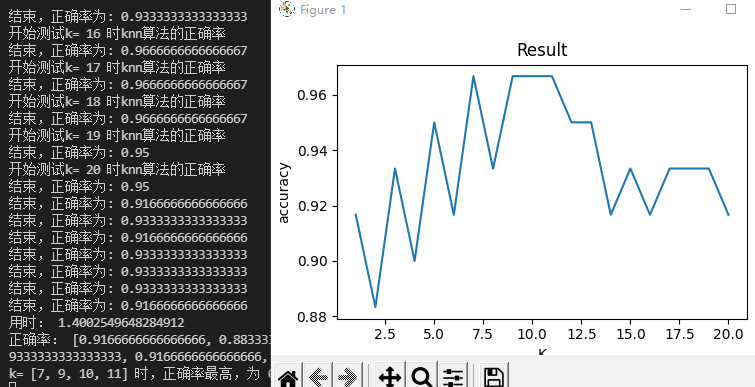 结束，正确率为: 0.9333333333333333
开始测试k= 16 时knn算法的正确率
结束，正确率为: 0.9666666666666667
开始测试k= 17 时knn算法的正确率
结束，正确率为: 0.9666666666666667
开始测试k= 18 时knn算法的正确率
结束，正确率为: 0.9666666666666667
开始测试k= 19 时knn算法的正确率
结束，正确率为: 0.95
开始测试k= 20 时knn算法的正确率
结束，正确率为: 0.95
结束，正确率为: 0.9166666666666666
结束，正确率为: 0.9333333333333333
结束，正确率为: 0.9166666666666666
结束，正确率为: 0.9333333333333333
结束，正确率为: 0.9333333333333333
结束，正确率为: 0.9333333333333333
结束，正确率为: 0.9166666666666666
用时： 1.4002549648284912
正确率： [0.9166666666666666, 0.88333
9333333333333333, 0.9166666666666666,
k= [7, 9, 10, 11] 时，正确率最高，为
Figure 1
Result
0.96
0.94
0.92
0.90
0.88
accuracy
2.5 5.0 7.5 10.0 12.5 15.0 17.5 20.0
K